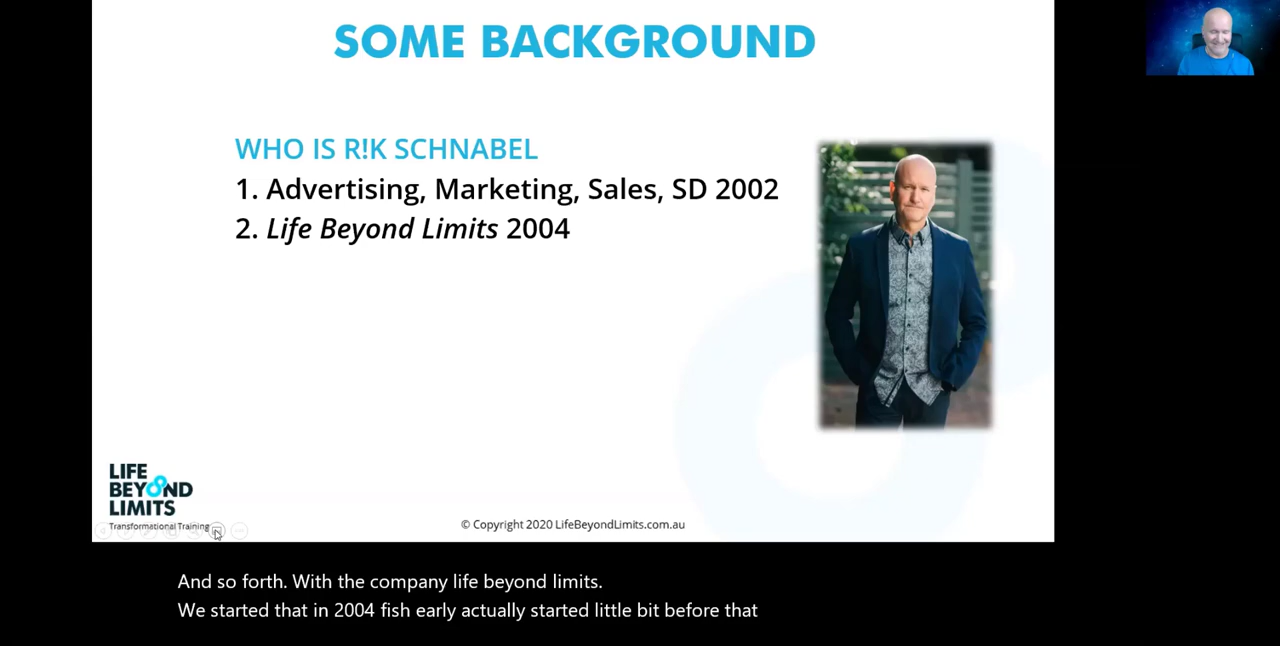 SOME BACKGROUND
WHO IS R!K SCHNABEL
1. Advertising, Marketing, Sales, SD 2002
2. Life Beyond Limits 2004
LIFE
BEYOND
LIMITS
Transformational Training
© Copyright 2020 LifeBeyondLimits.com.au
And so forth. With the company life beyond limits.
We started that in 2004 fish early actually started little bit before that